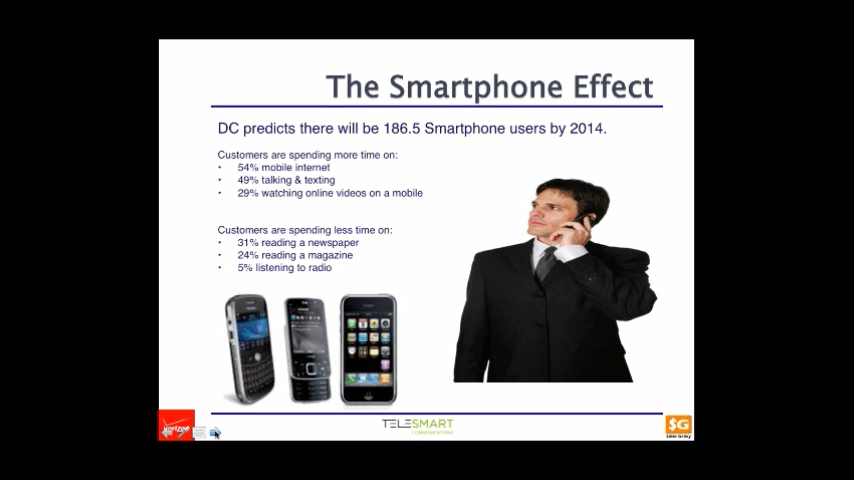 The Smartphone Effect
DC predicts there will be 186.5 Smartphone users by 2014.
Customers are spending more time on:
• 54% mobile internet
• 49% talking & texting
• 29% watching online videos on a mobile
Customers are spending less time on:
• 31% reading a newspaper
• 24% reading a magazine
• 5% listening to radio
verizon
TELESMART
$G